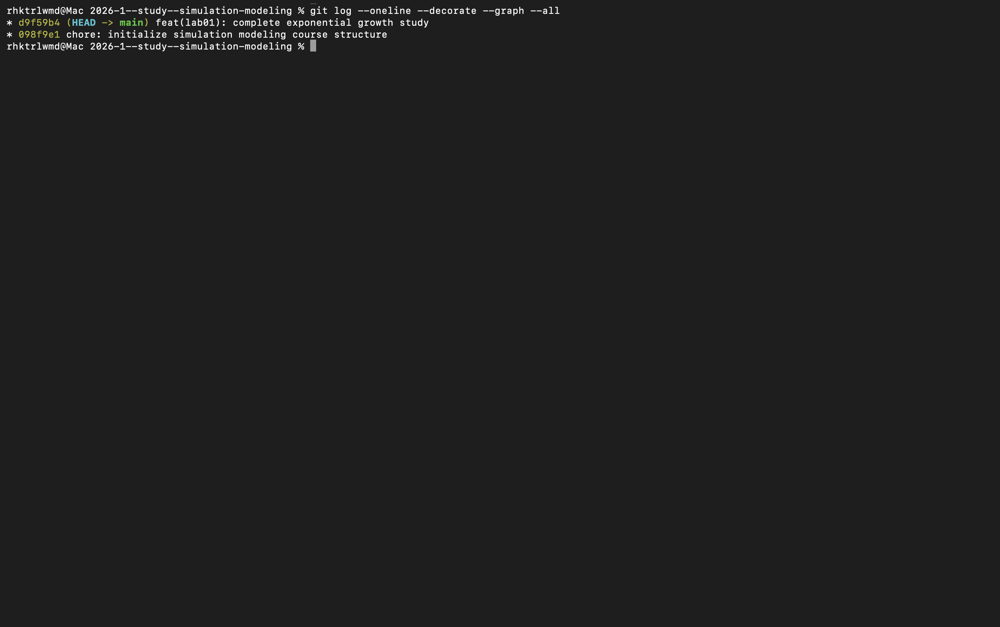 rhktrlwmd@Mac 2026-1--study--simulation-modeling % git log --oneline --decorate --graph --all
* d9f59b4 (HEAD -> main) feat(lab01): complete exponential growth study
* 098f9e1 chore: initialize simulation modeling course structure
rhktrlwmd@Mac 2026-1--study--simulation-modeling %